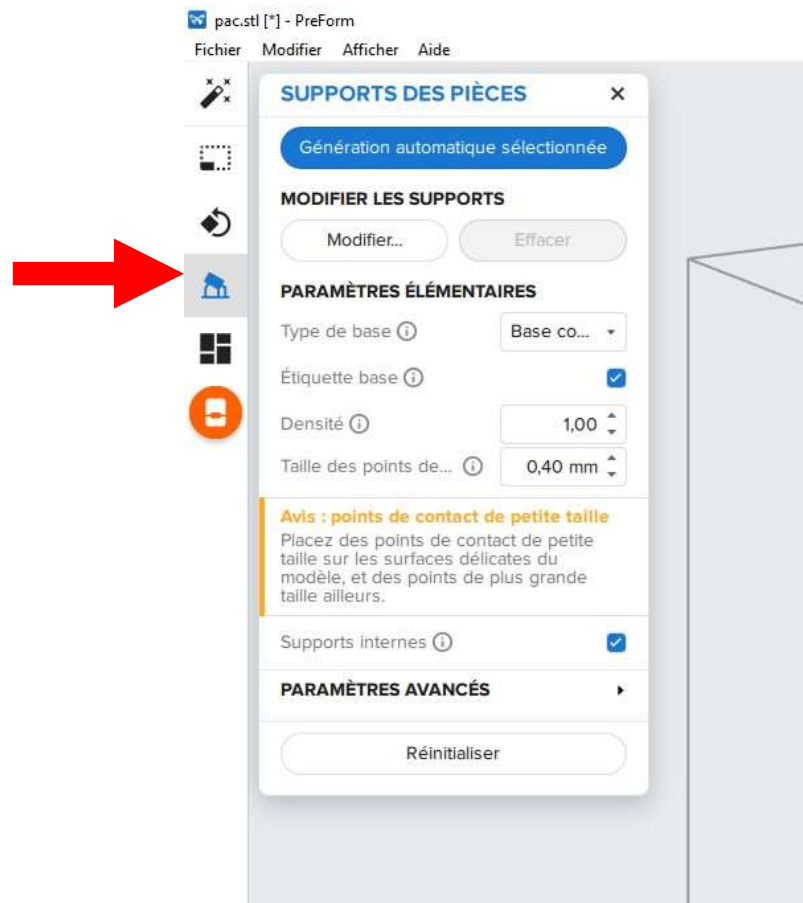 pac.stl [*] - PreForm
Fichier Modifier Afficher Aide
SUPPORTS DES PIÈCES
Génération automatique sélectionnée
MODIFIER LES SUPPORTS
Modifier... Effacer
PARAMÈTRES ÉLÉMENTAIRES
Type de base Base co...
Étiquette base
Densité 1,00
Taille des points de... 0,40 mm
Avis : points de contact de petite taille
Placez des points de contact de petite
taille sur les surfaces délicates du
modèle, et des points de plus grande
taille ailleurs.
Supports internes
PARAMÈTRES AVANCÉS
Réinitialiser